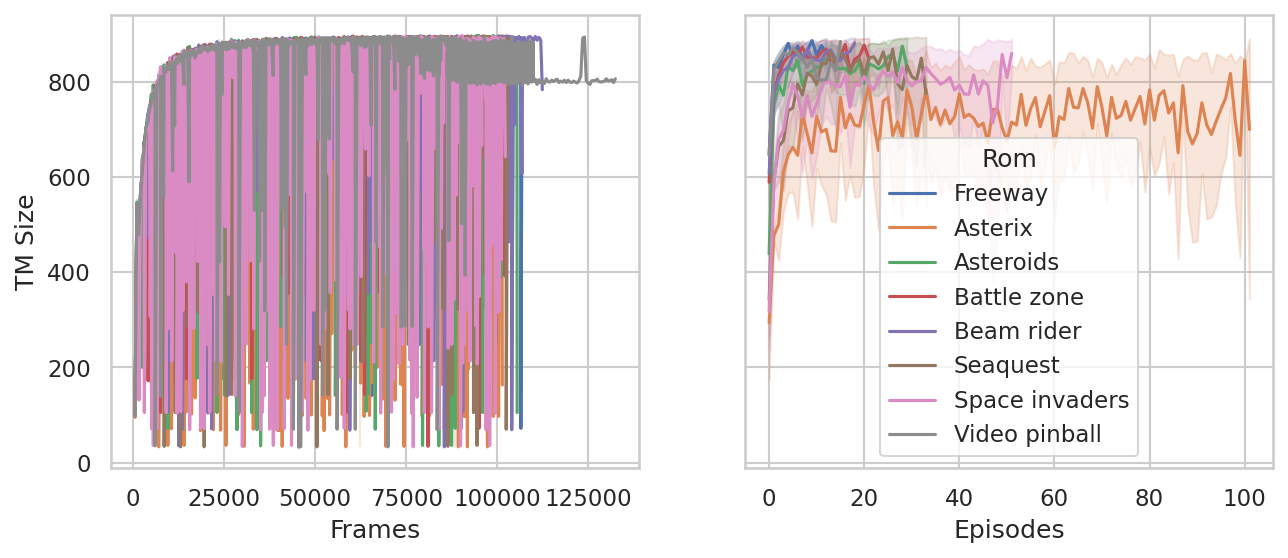 TM Size
800
600
400
200
0
0 25000 50000 75000 100000 125000
Frames
Rom
Freeway
Asterix
Asteroids
Battle zone
Beam rider
Seaquest
Space invaders
Video pinball
0 20 40 60 80 100
Episodes